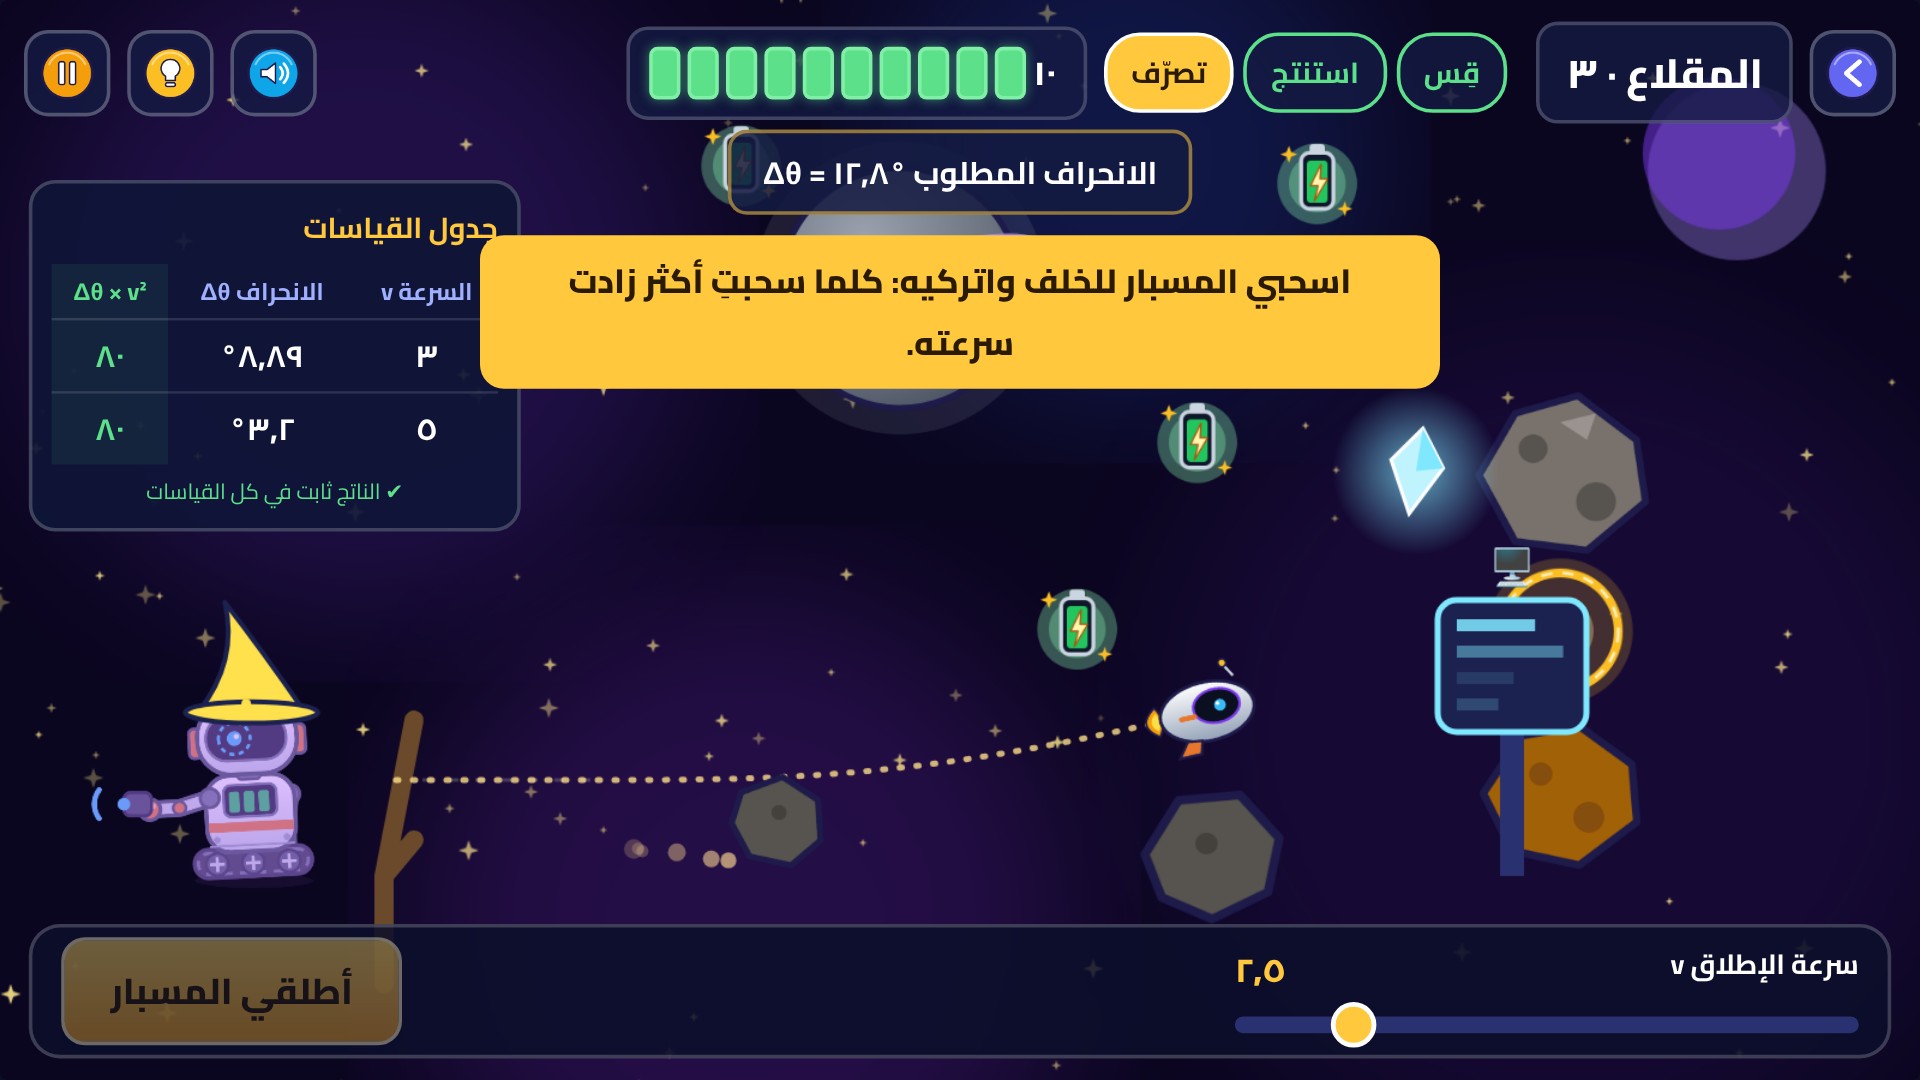 المقلاع · ٣
قِس
استنتج
تصرّف
١٠
الانحراف المطلوب Δθ = ١٢٫٨°
اسحبي المسبار للخلف واتركيه: كلما سحبتِ أكثر زادت
سرعته.
جدول القياسات
السرعة v الانحراف Δθ Δθ × v²
٣ ٨٫٨٩° ٨٠
٥ ٣٫٢° ٨٠
✔ الناتج ثابت في كل القياسات
سرعة الإطلاق v
٢٫٥
أطلقي المسبار